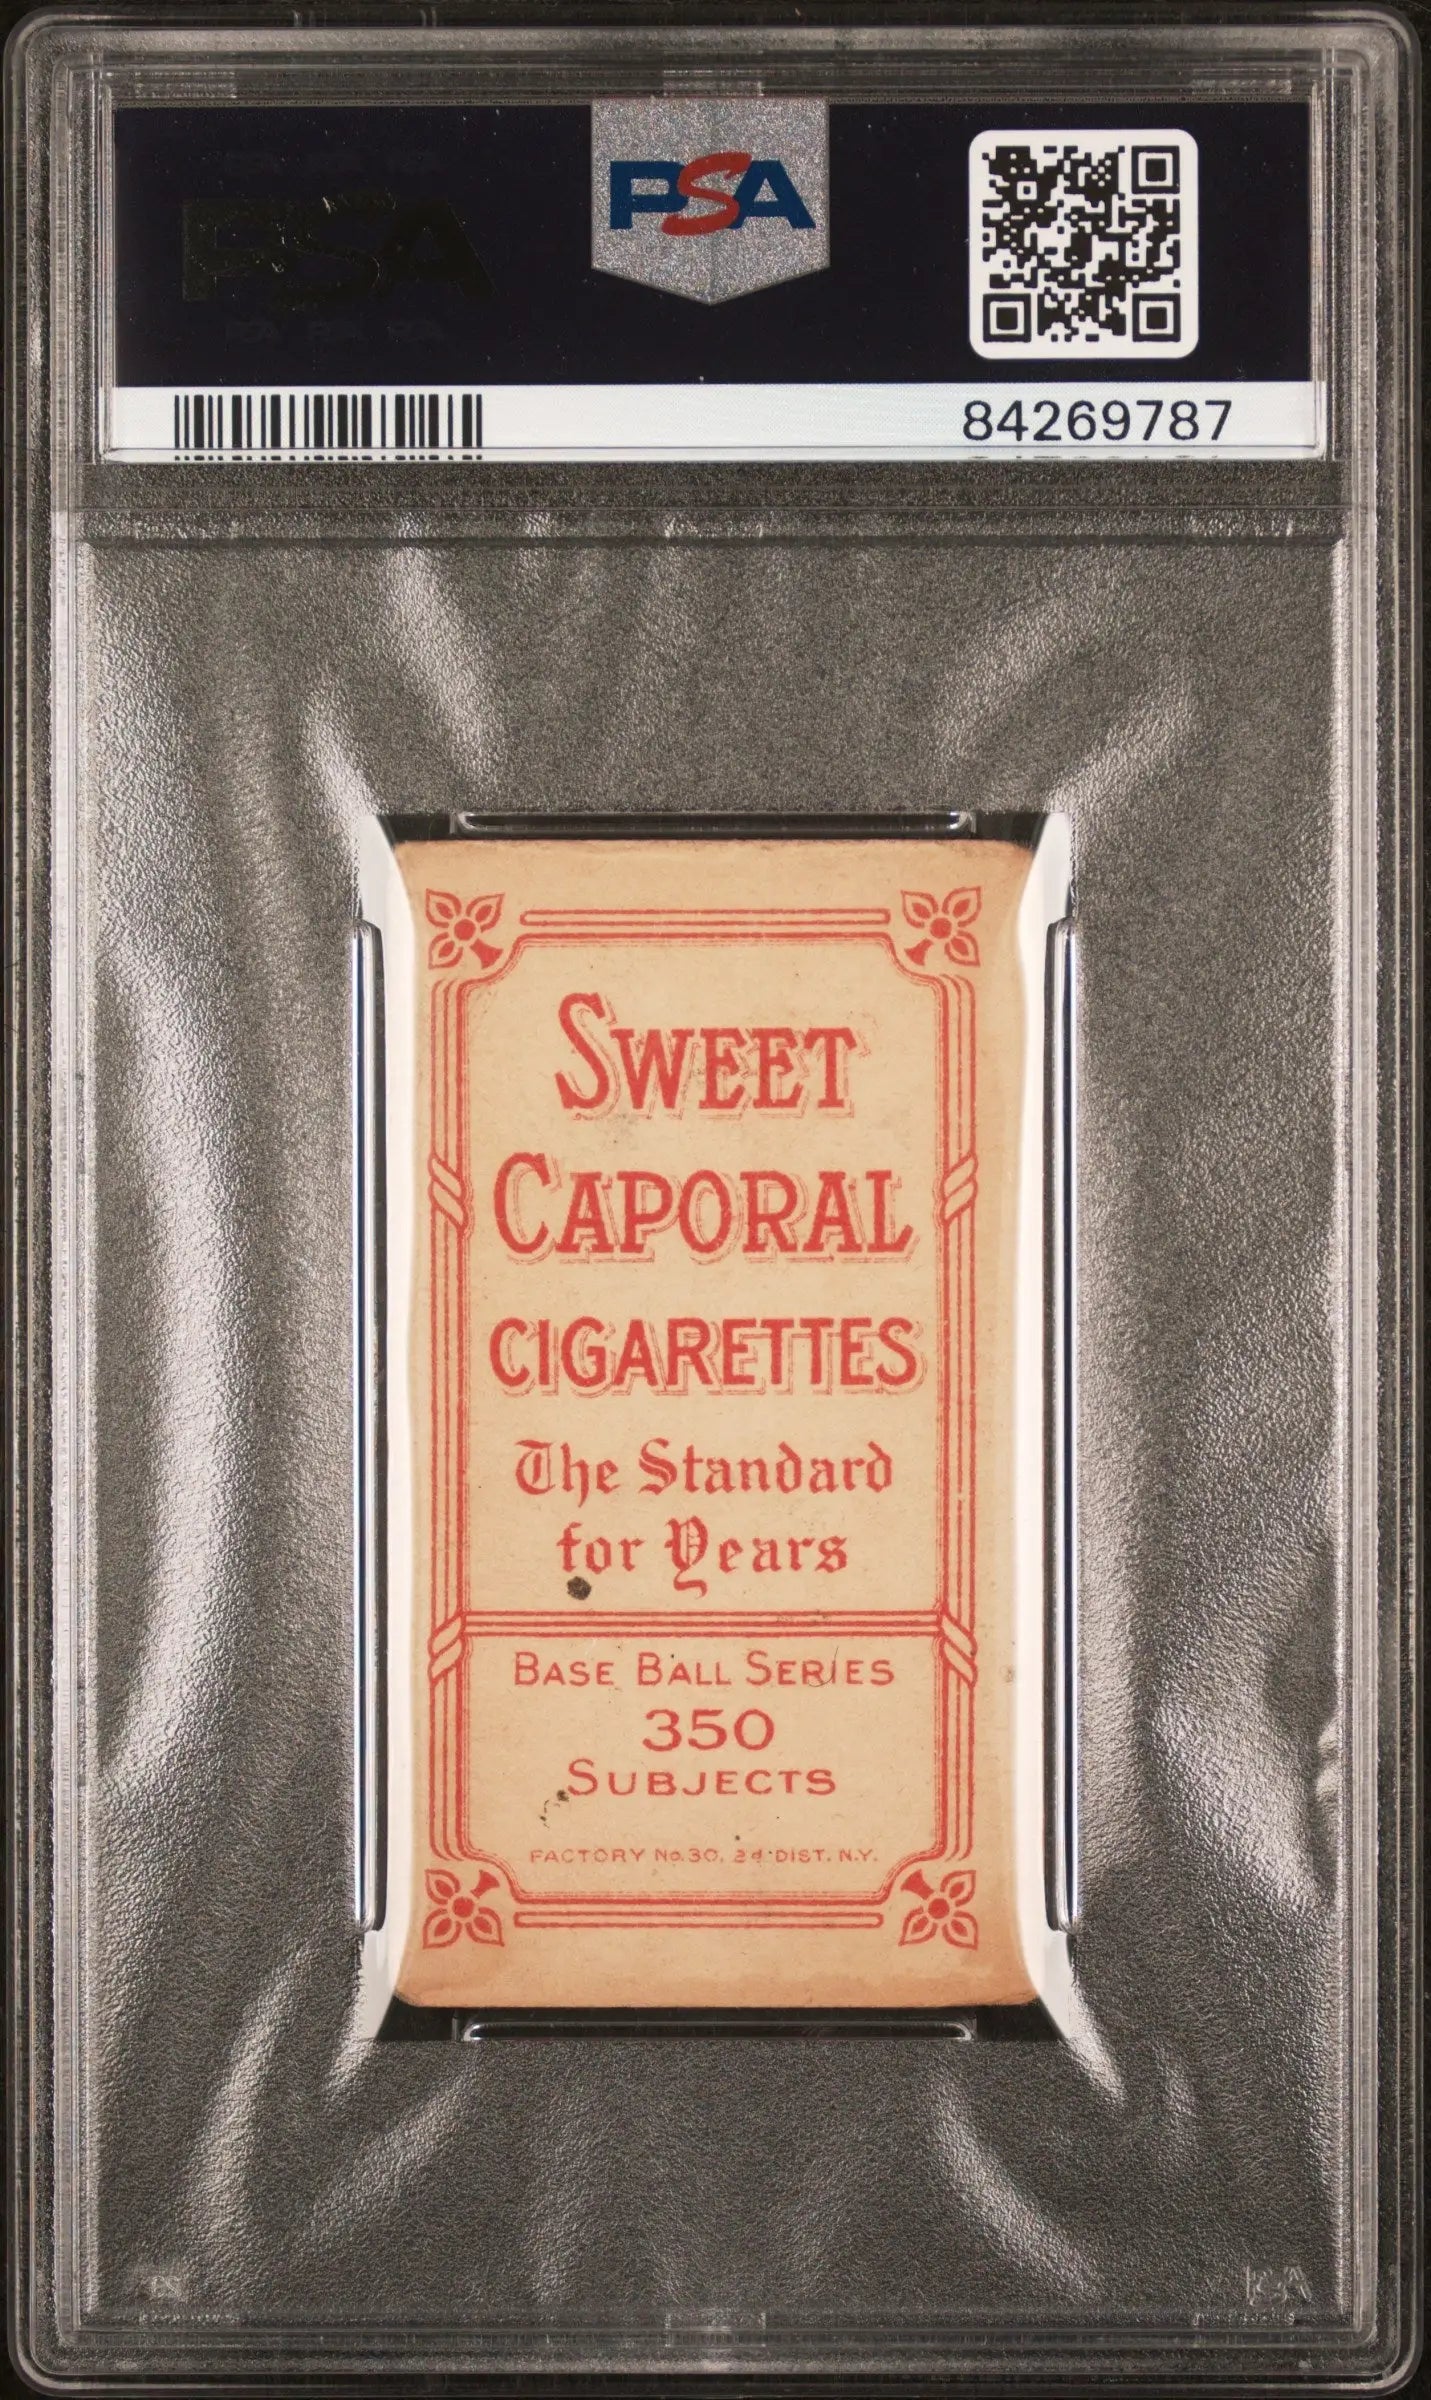 PSA
84269787
SWEET
CAPORAL
CIGARETTES
The Standard
for Years
BASE BALL SERIES
350
SUBJECTS
FACTORY No. 30. 2d DIST. N.Y.